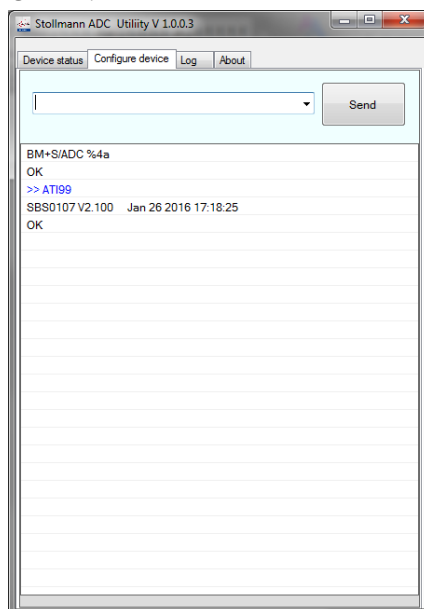 Stollmann ADC Utiliity V 1.0.0.3
Device status Configure device Log About
Send
BM+S/ADC %4a
OK
>> ATI99
SBS0107 V2.100 Jan 26 2016 17:18:25
OK